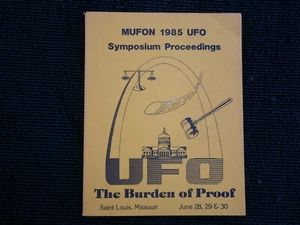 MUFON 1985 UFO
Symposium Proceedings
UFO
The Burden of Proof
Saint Louis, Missouri June 28, 29 & 30